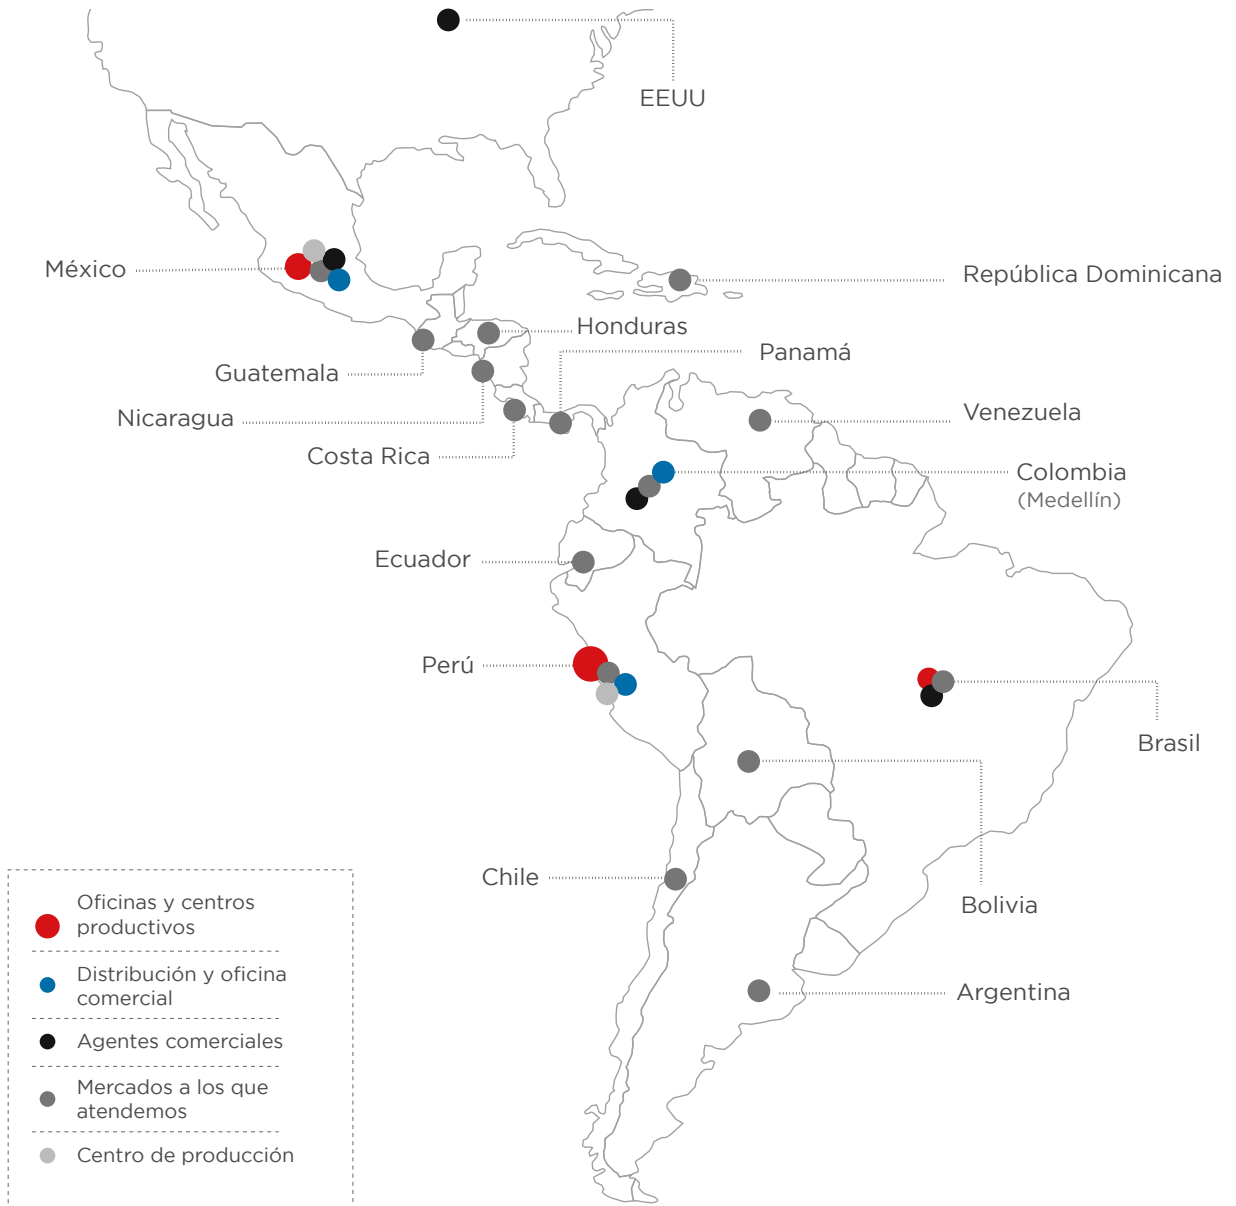 EEUU
México
República Dominicana
Honduras
Panamá
Guatemala
Nicaragua
Venezuela
Costa Rica
Colombia
(Medellín)
Ecuador
Perú
Brasil
Chile
Bolivia
Argentina
Oficinas y centros
productivos
Distribución y oficina
comercial
Agentes comerciales
Mercados a los que
atendemos
Centro de producción